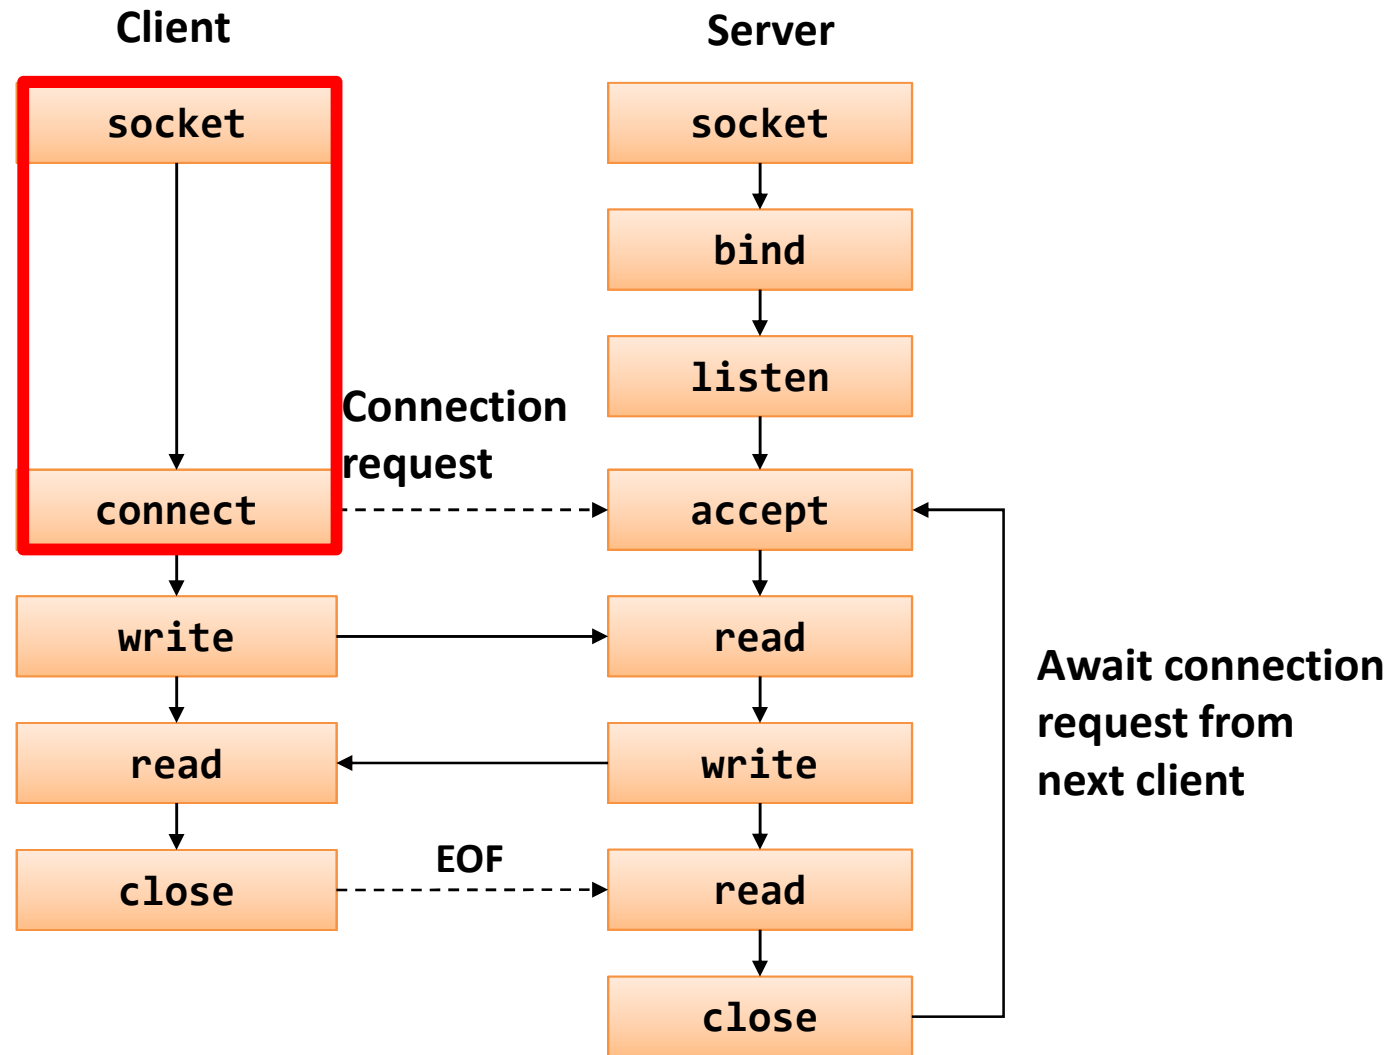 Client
Server
socket
socket
bind
listen
Connection
request
connect
accept
write
read
Await connection
request from
next client
read
write
EOF
close
read
close